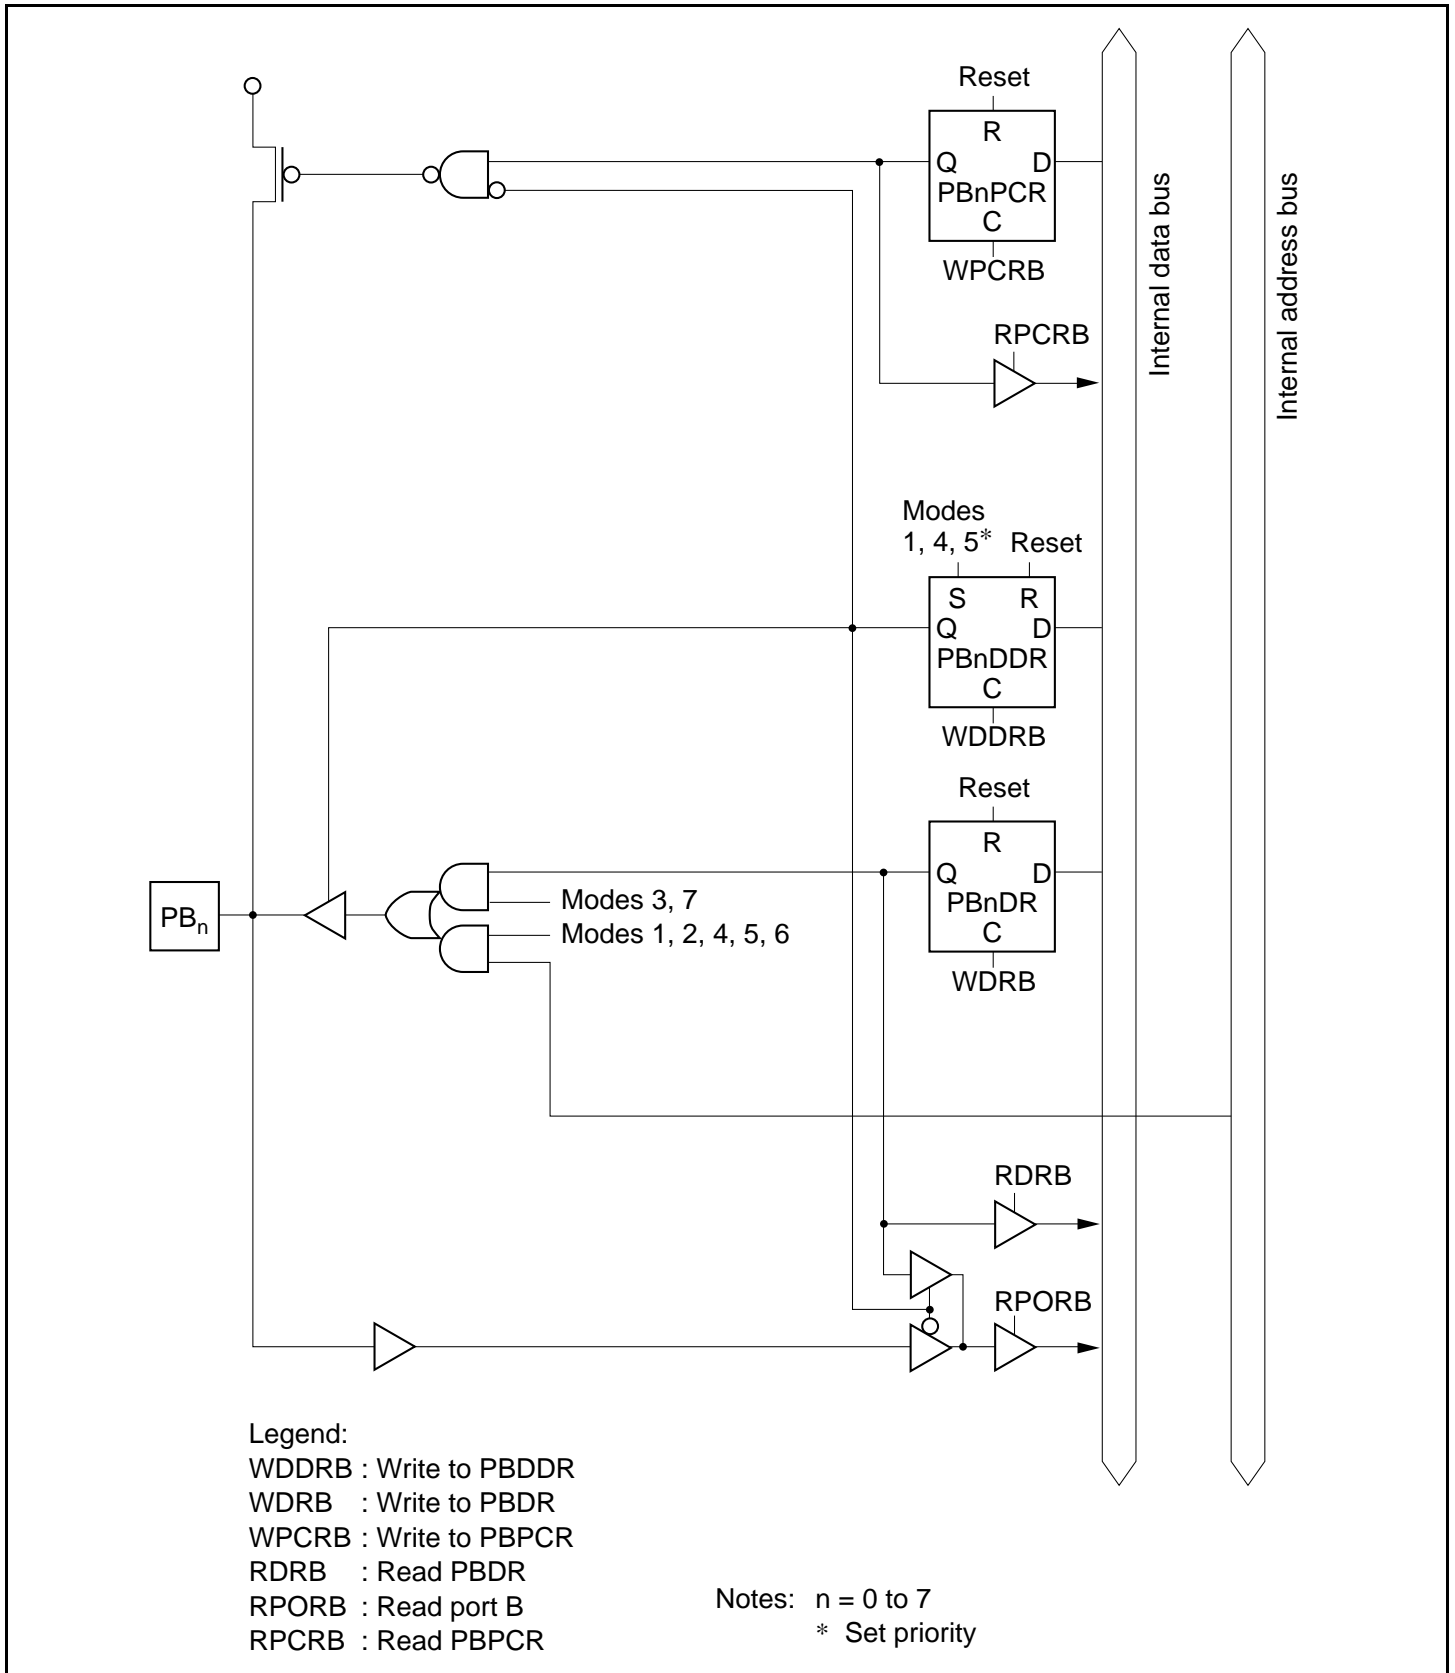 Reset
R
Q D
PBnPCR
C
WPCRB
Internal data bus
Internal address bus
RPCRB
Modes
1, 4, 5* Reset
S R
Q D
PBnDDR
C
WDDRB
Reset
R
Q D
PBnDR
C
WDRB
PBn
Modes 3, 7
Modes 1, 2, 4, 5, 6
RDRB
RPORB
Legend:
WDDRB : Write to PBDDR
WDRB : Write to PBDR
WPCRB : Write to PBPCR
RDRB : Read PBDR
RPORB : Read port B
RPCRB : Read PBPCR
Notes: n = 0 to 7
* Set priority